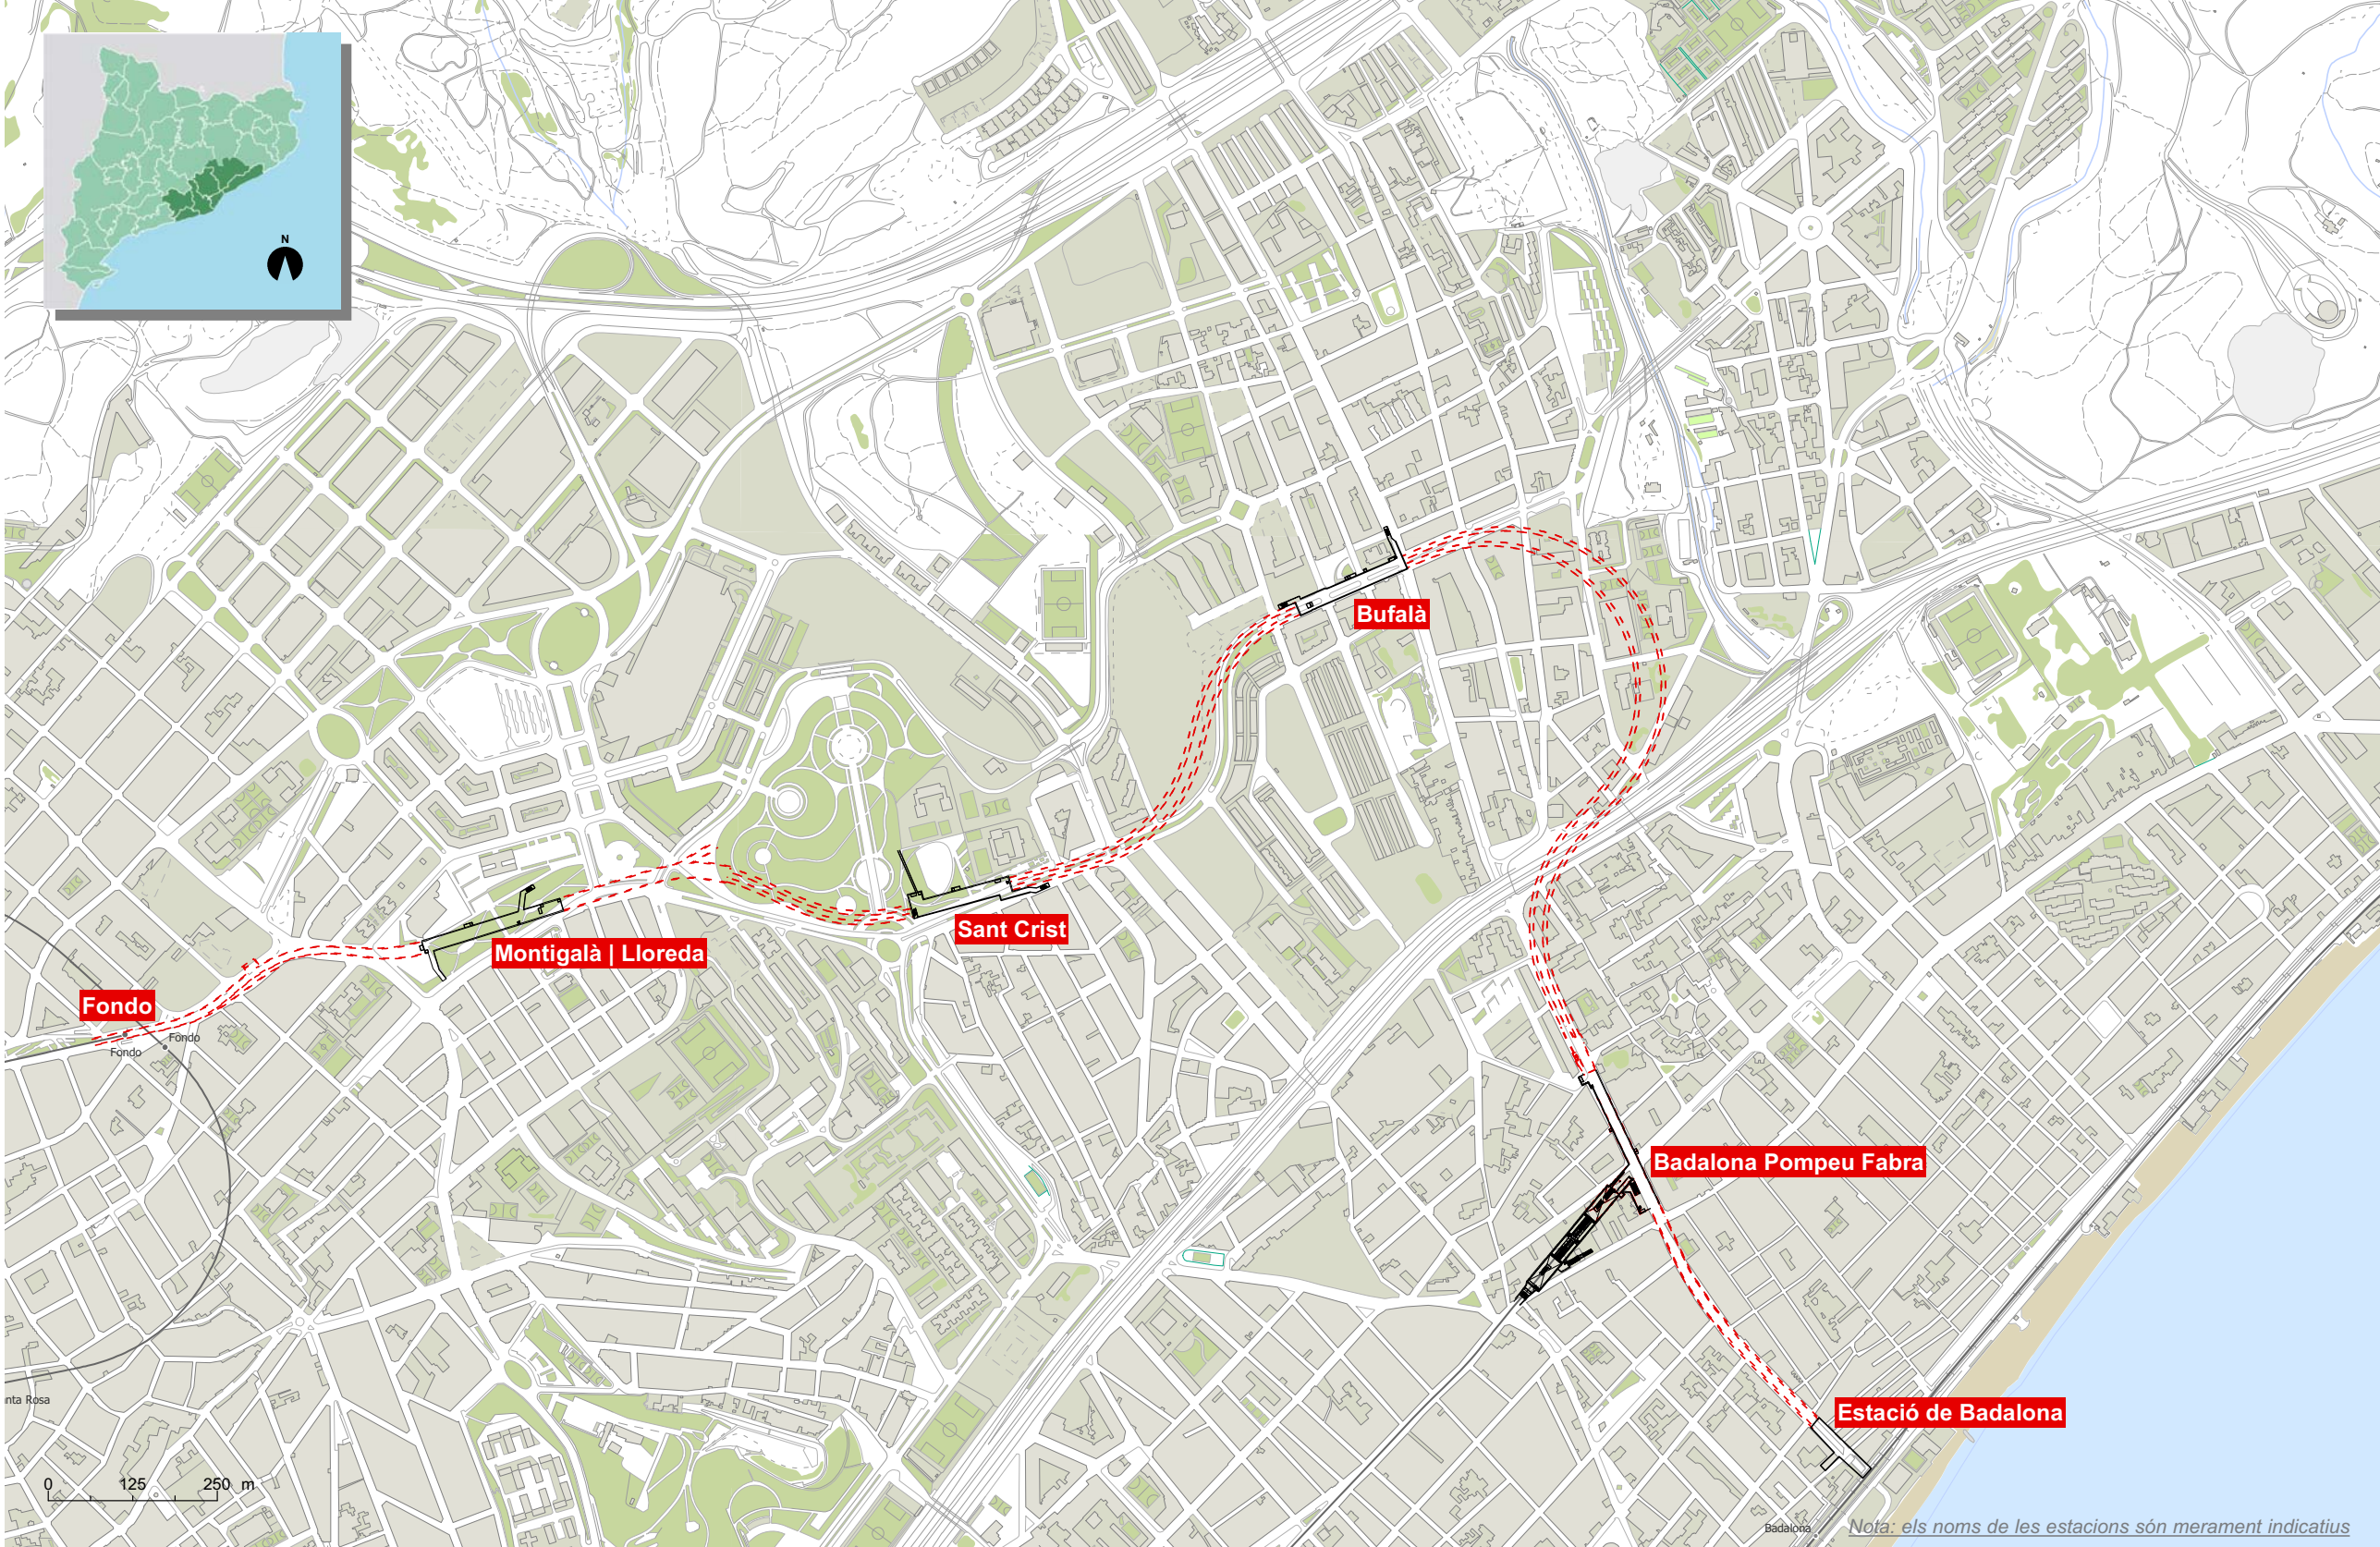 N
Bufalà
Sant Crist
Montigalà | Lloreda
Fondo
Fondo
Fondo
Badalona Pompeu Fabra
nta Rosa
Estació de Badalona
0 125 250 m
Badalona
Nota: els noms de les estacions són merament indicatius